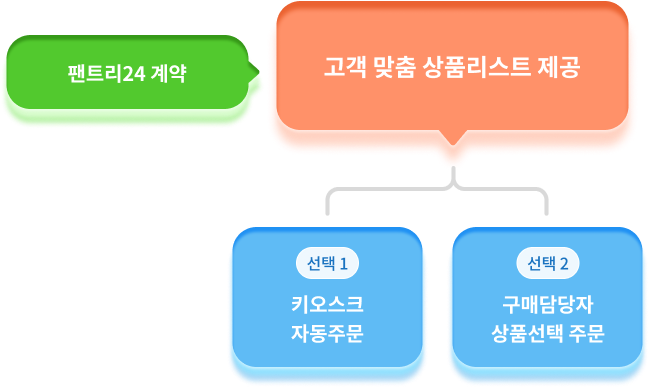 팬트리24 계약
고객 맞춤 상품리스트 제공
선택 1
키오스크
자동주문
선택 2
구매담당자
상품선택 주문